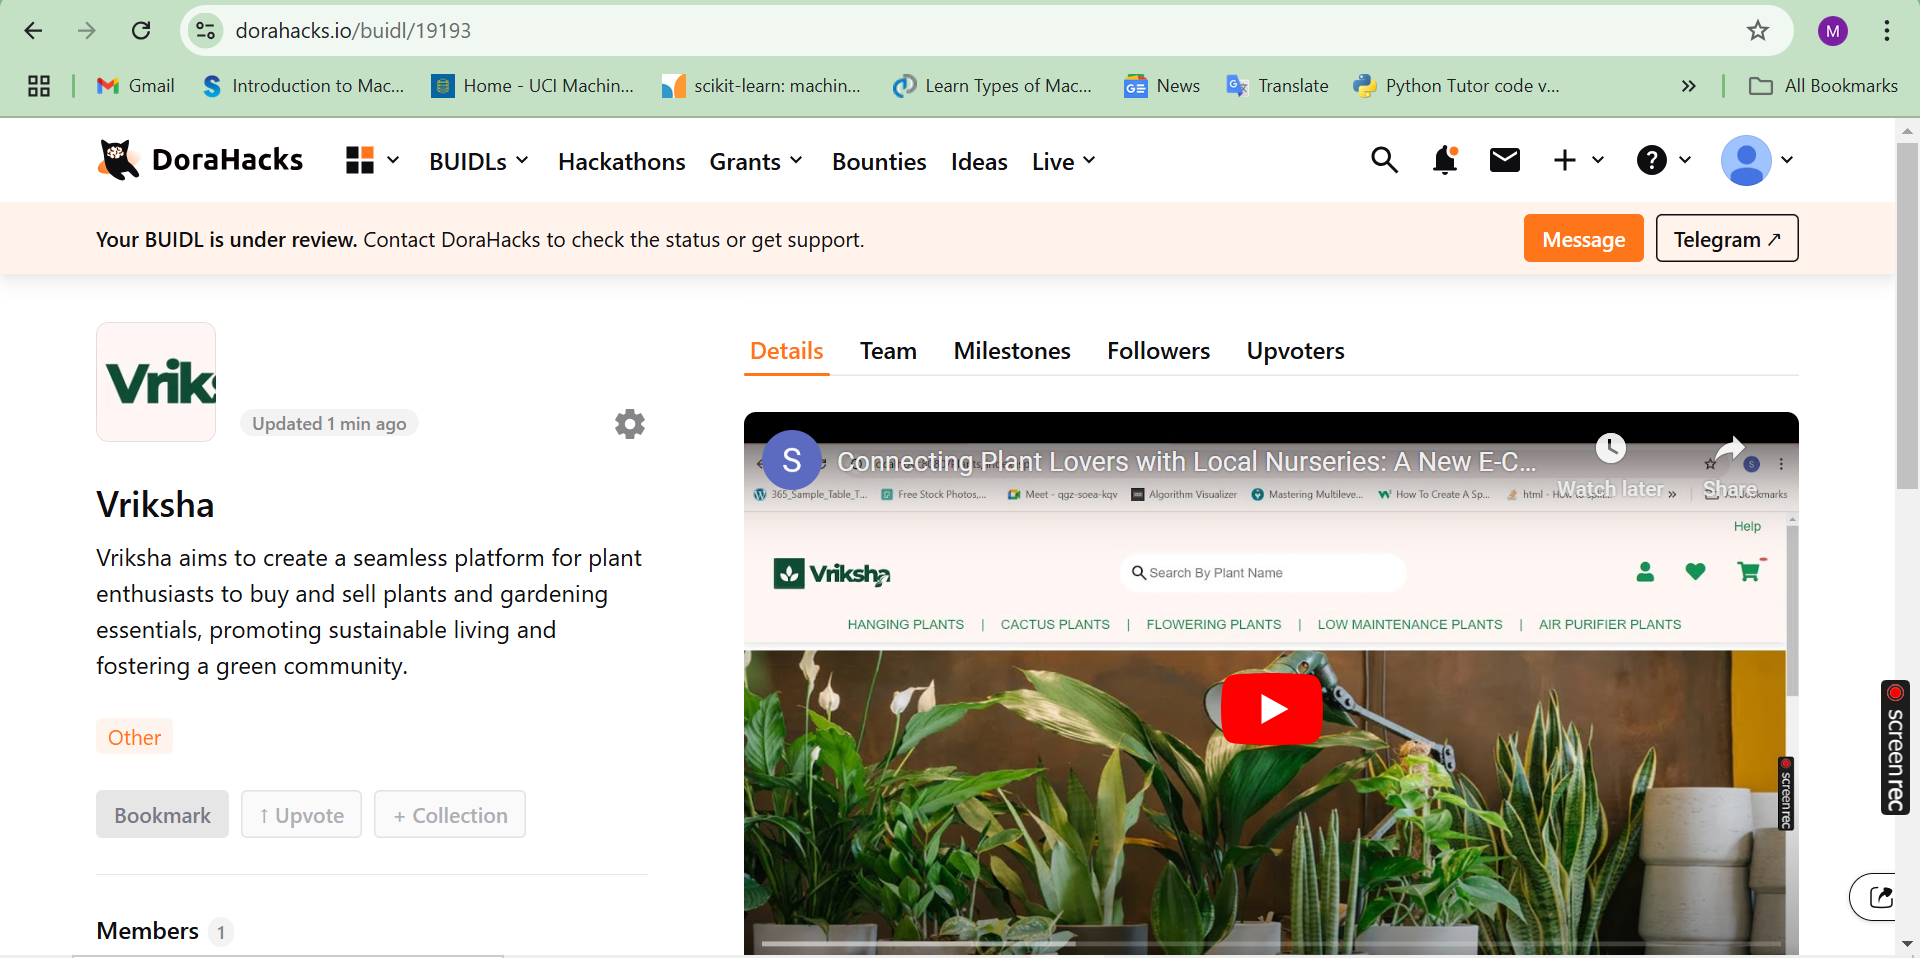 dorahacks.io/buidl/19193
M
Gmail
Introduction to Mac...
Home - UCI Machin...
scikit-learn: machin...
Learn Types of Mac...
News
Translate
Python Tutor code v...
»
All Bookmarks
DoraHacks
BUIDLs
Hackathons
Grants
Bounties
Ideas
Live
Your BUIDL is under review. Contact DoraHacks to check the status or get support.
Message
Telegram ↗
Vriks
Updated 1 min ago
Vriksha
Vriksha aims to create a seamless platform for plant
enthusiasts to buy and sell plants and gardening
essentials, promoting sustainable living and
fostering a green community.
Other
Bookmark
↑ Upvote
+ Collection
Members 1
Details
Team
Milestones
Followers
Upvoters
S
Connecting Plant Lovers with Local Nurseries: A New E-C...
Watch later
Share
S
365_Sample_Table_T...
Free Stock Photos,...
Meet - qgz-soea-kqv
Algorithm Visualizer
Mastering Multileve...
How To Create A Sp...
»
Help
Vriksha
Search By Plant Name
HANGING PLANTS | CACTUS PLANTS | FLOWERING PLANTS | LOW MAINTENANCE PLANTS | AIR PURIFIER PLANTS
screenrec
screenrec